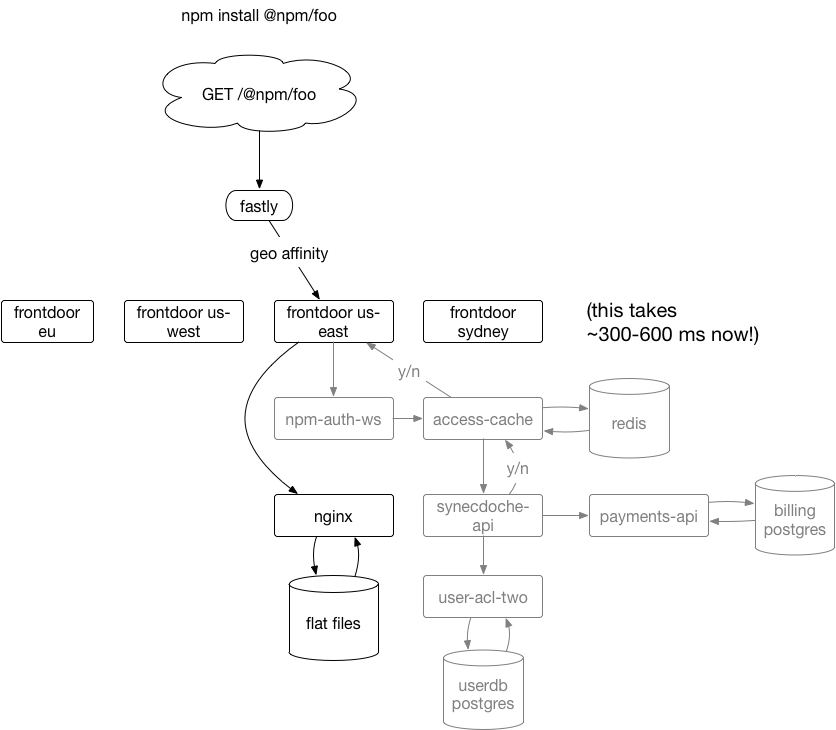 npm install @npm/foo
GET /@npm/foo
fastly
geo affinity
frontdoor
eu
frontdoor us-
west
frontdoor us-
east
frontdoor
sydney
(this takes
~300-600 ms now!)
y/n
npm-auth-ws
access-cache
redis
y/n
nginx
synecdoche-
api
payments-api
billing
postgres
flat files
user-acl-two
userdb
postgres